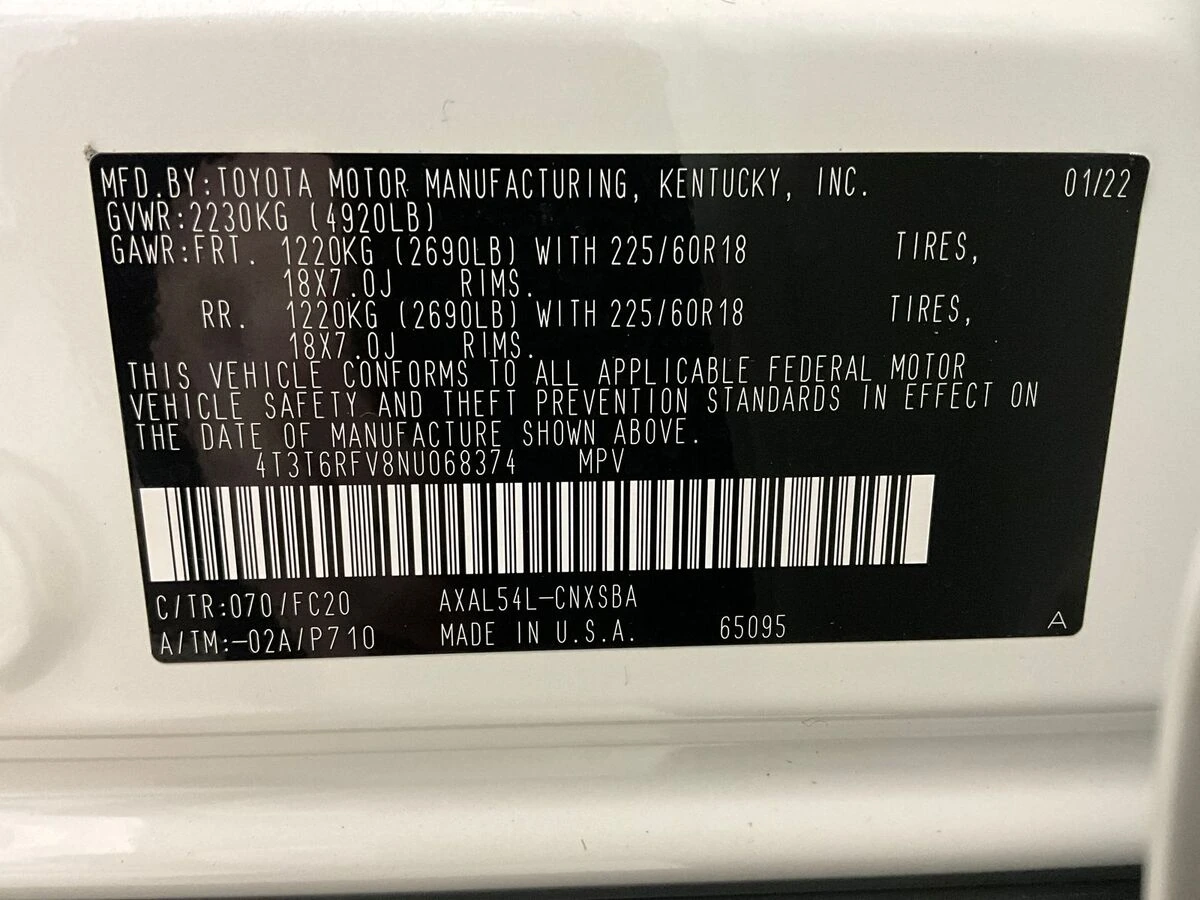 MFD.BY:TOYOTA MOTOR MANUFACTURING, KENTUCKY, INC. 01/22
GVWR:2230KG (4920LB)
GAWR:FRT. 1220KG (2690LB) WITH 225/60R18 TIRES,
18X7.0J RIMS.
RR. 1220KG (2690LB) WITH 225/60R18 TIRES,
18X7.0J RIMS.
THIS VEHICLE CONFORMS TO ALL APPLICABLE FEDERAL MOTOR
VEHICLE SAFETY AND THEFT PREVENTION STANDARDS IN EFFECT ON
THE DATE OF MANUFACTURE SHOWN ABOVE.
4T3T6RFV8NU068374 MPV
C/TR:070/FC20 AXAL54L-CNXSBA
A/TM:-02A/P710 MADE IN U.S.A. 65095 A